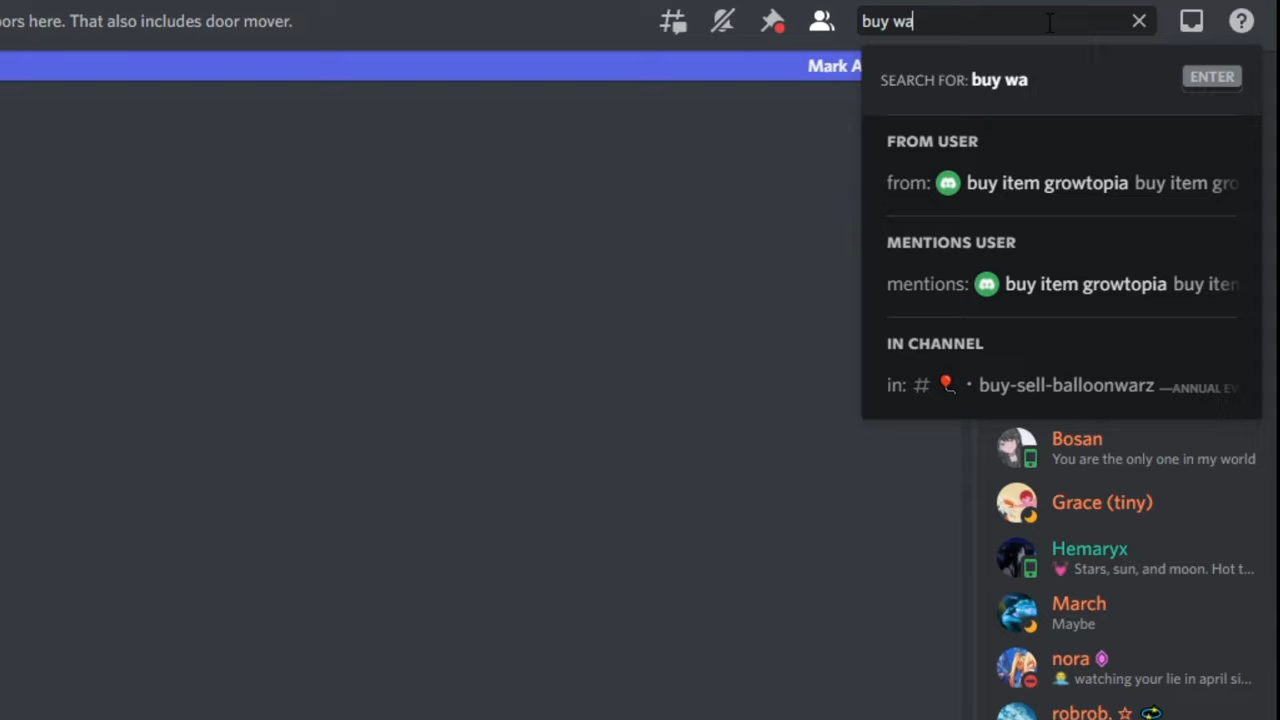 ors here. That also includes door mover.
buy wa
Mark A
SEARCH FOR: buy wa
ENTER
FROM USER
from: buy item growtopia buy item gro
MENTIONS USER
mentions: buy item growtopia buy iten
IN CHANNEL
in: # • buy-sell-balloonwarz —ANNUAL EV
Bosan
You are the only one in my world
Grace (tiny)
Hemaryx
Stars, sun, and moon. Hot t...
March
Maybe
nora
watching your lie in april si...
robrob. ☆